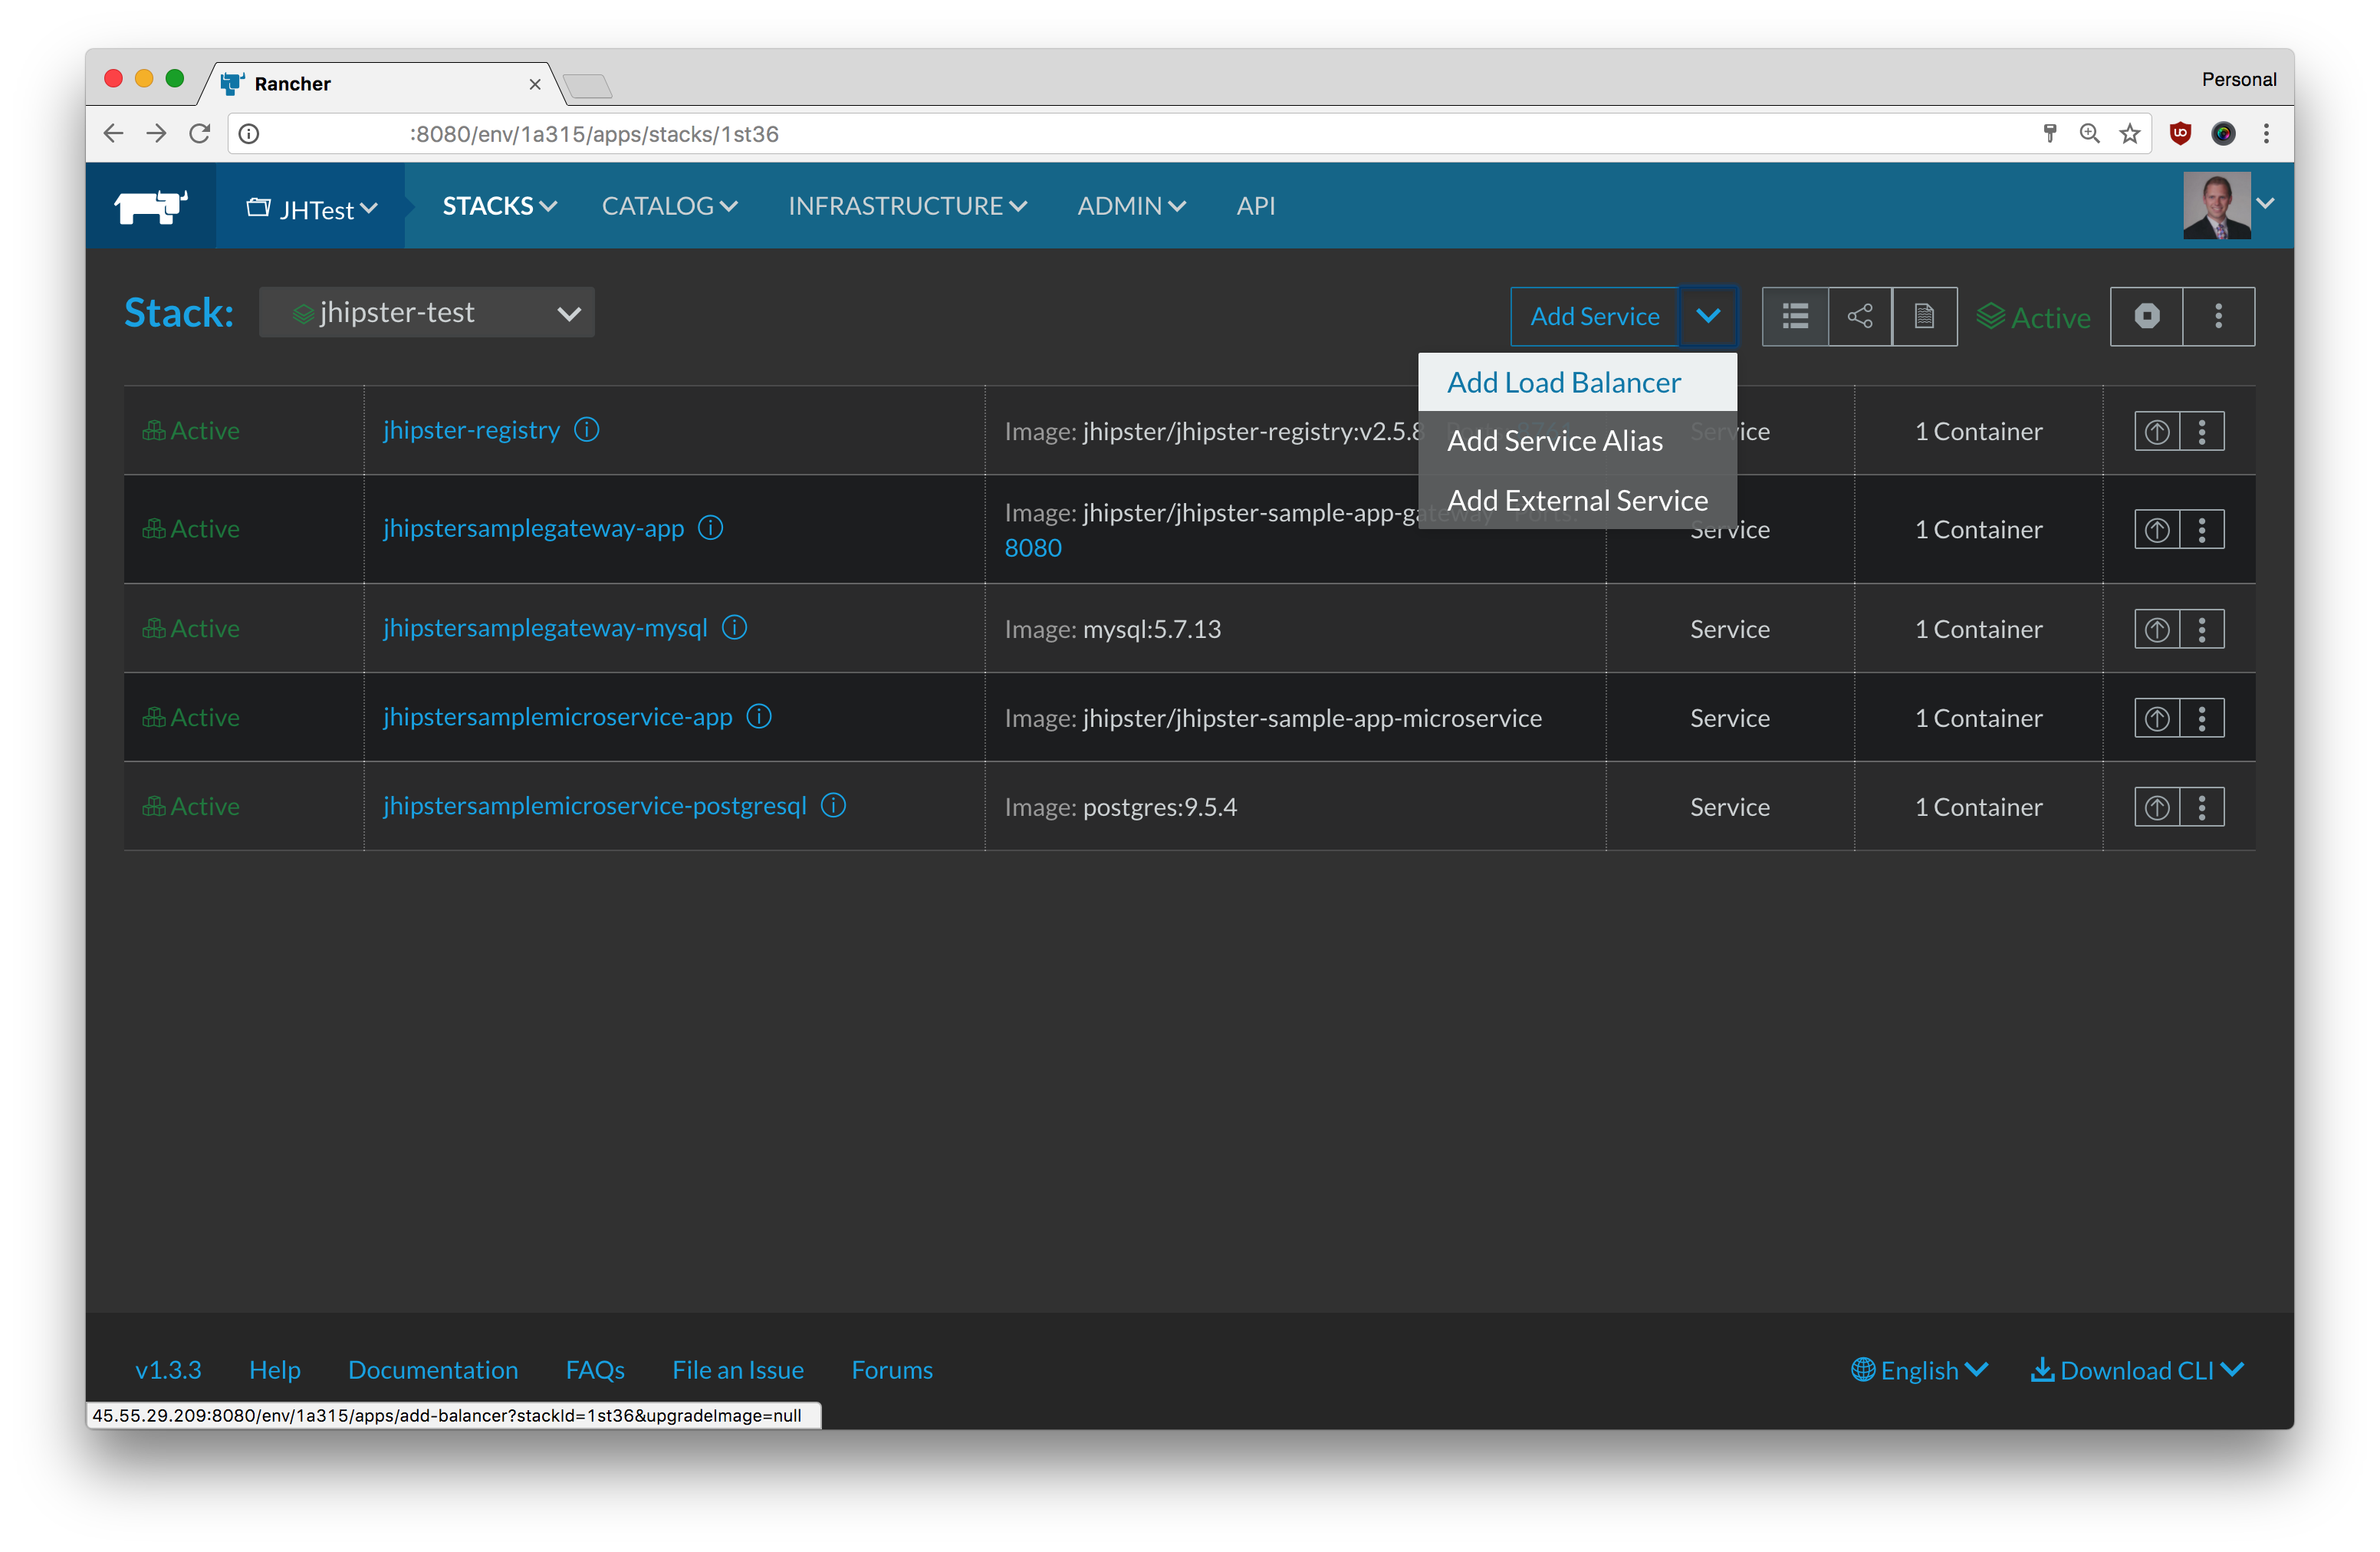 Rancher
Personal
:8080/env/1a315/apps/stacks/1st36
JHTest STACKS CATALOG INFRASTRUCTURE ADMIN API
Stack: jhipster-test Add Service Active
Add Load Balancer
Add Service Alias
Add External Service
Active jhipster-registry Image: jhipster/jhipster-registry:v2.5.8 Service 1 Container
Active jhipstersamplegateway-app Image: jhipster/jhipster-sample-app-gateway Ports:
8080 Service 1 Container
Active jhipstersamplegateway-mysql Image: mysql:5.7.13 Service 1 Container
Active jhipstersamplemicroservice-app Image: jhipster/jhipster-sample-app-microservice Service 1 Container
Active jhipstersamplemicroservice-postgresql Image: postgres:9.5.4 Service 1 Container
v1.3.3 Help Documentation FAQs File an Issue Forums English Download CLI
45.55.29.209:8080/env/1a315/apps/add-balancer?stackId=1st36&upgradeImage=null